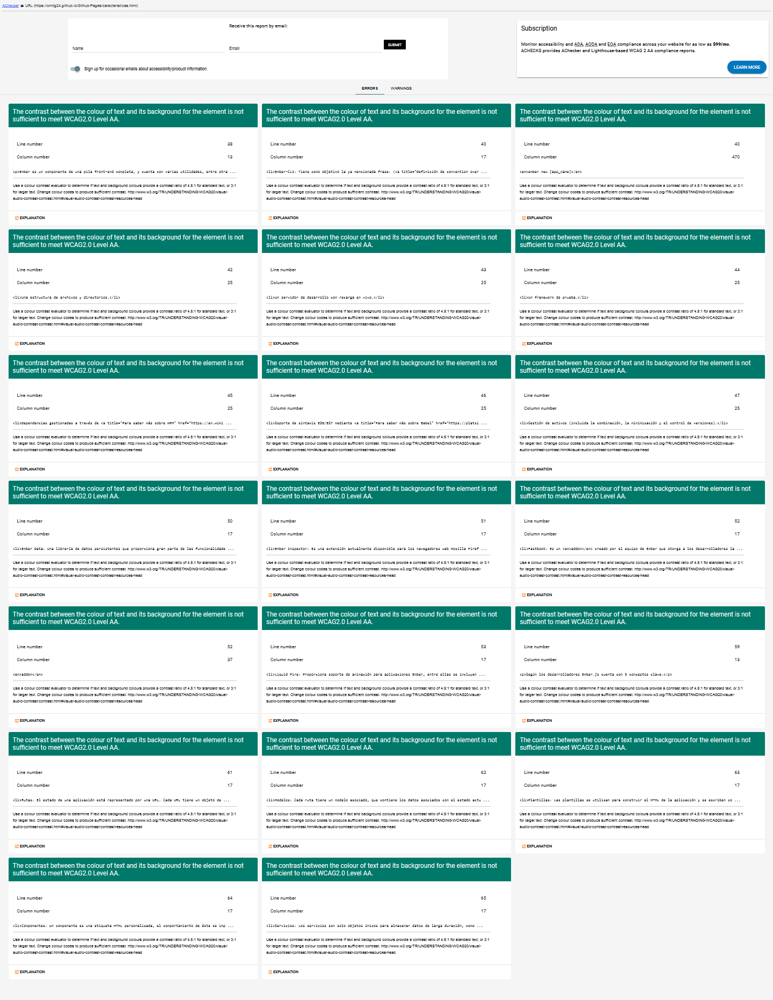 AChecker » URL (https://omitg24.github.io/Github-Pages/caracteristicas.html)
Receive this report by email:
Name
Email
SUBMIT
Sign up for occasional emails about accessibility/product information.
Subscription
Monitor accessibility and ADA, AODA and EQA compliance across your website for as low as $99/mo.
ACHECKS provides AChecker and Lighthouse-based WCAG 2 AA compliance reports.
LEARN MORE
ERRORS
WARNINGS
The contrast between the colour of text and its background for the element is not
sufficient to meet WCAG2.0 Level AA.
Line number 38
Column number 13
<p>Ember es un componente de una pila front-end completa, y cuenta con varias utilidades, entre otra ...
Use a colour contrast evaluator to determine if text and background colours provide a contrast ratio of 4.5:1 for standard text, or 3:1
for larger text. Change colour codes to produce sufficient contrast. http://www.w3.org/TR/UNDERSTANDING-WCAG20/visual-
audio-contrast-contrast.html#visual-audio-contrast-contrast-resources-head
EXPLANATION
The contrast between the colour of text and its background for the element is not
sufficient to meet WCAG2.0 Level AA.
Line number 40
Column number 17
<li>Ember-CLI: Tiene como objetivo la ya mencionada frase: (<a title="Definición de convention over ...
Use a colour contrast evaluator to determine if text and background colours provide a contrast ratio of 4.5:1 for standard text, or 3:1
for larger text. Change colour codes to produce sufficient contrast. http://www.w3.org/TR/UNDERSTANDING-WCAG20/visual-
audio-contrast-contrast.html#visual-audio-contrast-contrast-resources-head
EXPLANATION
The contrast between the colour of text and its background for the element is not
sufficient to meet WCAG2.0 Level AA.
Line number 40
Column number 470
<em>ember new [app_name]</em>
Use a colour contrast evaluator to determine if text and background colours provide a contrast ratio of 4.5:1 for standard text, or 3:1
for larger text. Change colour codes to produce sufficient contrast. http://www.w3.org/TR/UNDERSTANDING-WCAG20/visual-
audio-contrast-contrast.html#visual-audio-contrast-contrast-resources-head
EXPLANATION
The contrast between the colour of text and its background for the element is not
sufficient to meet WCAG2.0 Level AA.
Line number 42
Column number 25
<li>Una estructura de archivos y directorios.</li>
Use a colour contrast evaluator to determine if text and background colours provide a contrast ratio of 4.5:1 for standard text, or 3:1
for larger text. Change colour codes to produce sufficient contrast. http://www.w3.org/TR/UNDERSTANDING-WCAG20/visual-
audio-contrast-contrast.html#visual-audio-contrast-contrast-resources-head
EXPLANATION
The contrast between the colour of text and its background for the element is not
sufficient to meet WCAG2.0 Level AA.
Line number 43
Column number 25
<li>Un servidor de desarrollo con recarga en vivo.</li>
Use a colour contrast evaluator to determine if text and background colours provide a contrast ratio of 4.5:1 for standard text, or 3:1
for larger text. Change colour codes to produce sufficient contrast. http://www.w3.org/TR/UNDERSTANDING-WCAG20/visual-
audio-contrast-contrast.html#visual-audio-contrast-contrast-resources-head
EXPLANATION
The contrast between the colour of text and its background for the element is not
sufficient to meet WCAG2.0 Level AA.
Line number 44
Column number 25
<li>Un framework de prueba.</li>
Use a colour contrast evaluator to determine if text and background colours provide a contrast ratio of 4.5:1 for standard text, or 3:1
for larger text. Change colour codes to produce sufficient contrast. http://www.w3.org/TR/UNDERSTANDING-WCAG20/visual-
audio-contrast-contrast.html#visual-audio-contrast-contrast-resources-head
EXPLANATION
The contrast between the colour of text and its background for the element is not
sufficient to meet WCAG2.0 Level AA.
Line number 45
Column number 25
<li>Dependencias gestionadas a través de <a title="Para saber más sobre NPM" href="https://en.wiki ...
Use a colour contrast evaluator to determine if text and background colours provide a contrast ratio of 4.5:1 for standard text, or 3:1
for larger text. Change colour codes to produce sufficient contrast. http://www.w3.org/TR/UNDERSTANDING-WCAG20/visual-
audio-contrast-contrast.html#visual-audio-contrast-contrast-resources-head
EXPLANATION
The contrast between the colour of text and its background for the element is not
sufficient to meet WCAG2.0 Level AA.
Line number 46
Column number 25
<li>Soporte de sintaxis ES6/ES7 mediante <a title="Para saber más sobre Babel" href="https://platzi ...
Use a colour contrast evaluator to determine if text and background colours provide a contrast ratio of 4.5:1 for standard text, or 3:1
for larger text. Change colour codes to produce sufficient contrast. http://www.w3.org/TR/UNDERSTANDING-WCAG20/visual-
audio-contrast-contrast.html#visual-audio-contrast-contrast-resources-head
EXPLANATION
The contrast between the colour of text and its background for the element is not
sufficient to meet WCAG2.0 Level AA.
Line number 47
Column number 25
<li>Gestión de activos (incluida la combinación, la minimización y el control de versiones).</li>
Use a colour contrast evaluator to determine if text and background colours provide a contrast ratio of 4.5:1 for standard text, or 3:1
for larger text. Change colour codes to produce sufficient contrast. http://www.w3.org/TR/UNDERSTANDING-WCAG20/visual-
audio-contrast-contrast.html#visual-audio-contrast-contrast-resources-head
EXPLANATION
The contrast between the colour of text and its background for the element is not
sufficient to meet WCAG2.0 Level AA.
Line number 50
Column number 17
<li>Ember Data: Una librería de datos persistentes que proporciona gran parte de las funcionalidade ...
Use a colour contrast evaluator to determine if text and background colours provide a contrast ratio of 4.5:1 for standard text, or 3:1
for larger text. Change colour codes to produce sufficient contrast. http://www.w3.org/TR/UNDERSTANDING-WCAG20/visual-
audio-contrast-contrast.html#visual-audio-contrast-contrast-resources-head
EXPLANATION
The contrast between the colour of text and its background for the element is not
sufficient to meet WCAG2.0 Level AA.
Line number 51
Column number 17
<li>Ember Inspector: Es una extensión actualmente disponible para los navegadores web Mozilla Firef ...
Use a colour contrast evaluator to determine if text and background colours provide a contrast ratio of 4.5:1 for standard text, or 3:1
for larger text. Change colour codes to produce sufficient contrast. http://www.w3.org/TR/UNDERSTANDING-WCAG20/visual-
audio-contrast-contrast.html#visual-audio-contrast-contrast-resources-head
EXPLANATION
The contrast between the colour of text and its background for the element is not
sufficient to meet WCAG2.0 Level AA.
Line number 52
Column number 17
<li>Fastboot: Es un <em>addon</em> creado por el equipo de Ember que otorga a los desarrolladores la ...
Use a colour contrast evaluator to determine if text and background colours provide a contrast ratio of 4.5:1 for standard text, or 3:1
for larger text. Change colour codes to produce sufficient contrast. http://www.w3.org/TR/UNDERSTANDING-WCAG20/visual-
audio-contrast-contrast.html#visual-audio-contrast-contrast-resources-head
EXPLANATION
The contrast between the colour of text and its background for the element is not
sufficient to meet WCAG2.0 Level AA.
Line number 52
Column number 37
<em>addon</em>
Use a colour contrast evaluator to determine if text and background colours provide a contrast ratio of 4.5:1 for standard text, or 3:1
for larger text. Change colour codes to produce sufficient contrast. http://www.w3.org/TR/UNDERSTANDING-WCAG20/visual-
audio-contrast-contrast.html#visual-audio-contrast-contrast-resources-head
EXPLANATION
The contrast between the colour of text and its background for the element is not
sufficient to meet WCAG2.0 Level AA.
Line number 53
Column number 17
<li>Liquid Fire: Proporciona soporte de animación para aplicaciones Ember, entre ellas se incluyen ...
Use a colour contrast evaluator to determine if text and background colours provide a contrast ratio of 4.5:1 for standard text, or 3:1
for larger text. Change colour codes to produce sufficient contrast. http://www.w3.org/TR/UNDERSTANDING-WCAG20/visual-
audio-contrast-contrast.html#visual-audio-contrast-contrast-resources-head
EXPLANATION
The contrast between the colour of text and its background for the element is not
sufficient to meet WCAG2.0 Level AA.
Line number 59
Column number 13
<p>Según los desarrolladores Ember.js cuenta con 5 conceptos clave:</p>
Use a colour contrast evaluator to determine if text and background colours provide a contrast ratio of 4.5:1 for standard text, or 3:1
for larger text. Change colour codes to produce sufficient contrast. http://www.w3.org/TR/UNDERSTANDING-WCAG20/visual-
audio-contrast-contrast.html#visual-audio-contrast-contrast-resources-head
EXPLANATION
The contrast between the colour of text and its background for the element is not
sufficient to meet WCAG2.0 Level AA.
Line number 61
Column number 17
<li>Rutas: El estado de una aplicación está representado por una URL. Cada URL tiene un objeto de ...
Use a colour contrast evaluator to determine if text and background colours provide a contrast ratio of 4.5:1 for standard text, or 3:1
for larger text. Change colour codes to produce sufficient contrast. http://www.w3.org/TR/UNDERSTANDING-WCAG20/visual-
audio-contrast-contrast.html#visual-audio-contrast-contrast-resources-head
EXPLANATION
The contrast between the colour of text and its background for the element is not
sufficient to meet WCAG2.0 Level AA.
Line number 62
Column number 17
<li>Modelos: Cada ruta tiene un modelo asociado, que contiene los datos asociados con el estado actu ...
Use a colour contrast evaluator to determine if text and background colours provide a contrast ratio of 4.5:1 for standard text, or 3:1
for larger text. Change colour codes to produce sufficient contrast. http://www.w3.org/TR/UNDERSTANDING-WCAG20/visual-
audio-contrast-contrast.html#visual-audio-contrast-contrast-resources-head
EXPLANATION
The contrast between the colour of text and its background for the element is not
sufficient to meet WCAG2.0 Level AA.
Line number 63
Column number 17
<li>Plantillas: Las plantillas se utilizan para construir el HTML de la aplicación y se escriben co ...
Use a colour contrast evaluator to determine if text and background colours provide a contrast ratio of 4.5:1 for standard text, or 3:1
for larger text. Change colour codes to produce sufficient contrast. http://www.w3.org/TR/UNDERSTANDING-WCAG20/visual-
audio-contrast-contrast.html#visual-audio-contrast-contrast-resources-head
EXPLANATION
The contrast between the colour of text and its background for the element is not
sufficient to meet WCAG2.0 Level AA.
Line number 64
Column number 17
<li>Componentes: Un componente es una etiqueta HTML personalizada, el comportamiento de éste se imp ...
Use a colour contrast evaluator to determine if text and background colours provide a contrast ratio of 4.5:1 for standard text, or 3:1
for larger text. Change colour codes to produce sufficient contrast. http://www.w3.org/TR/UNDERSTANDING-WCAG20/visual-
audio-contrast-contrast.html#visual-audio-contrast-contrast-resources-head
EXPLANATION
The contrast between the colour of text and its background for the element is not
sufficient to meet WCAG2.0 Level AA.
Line number 65
Column number 17
<li>Servicios: Los servicios son solo objetos únicos para almacenar datos de larga duración, como ...
Use a colour contrast evaluator to determine if text and background colours provide a contrast ratio of 4.5:1 for standard text, or 3:1
for larger text. Change colour codes to produce sufficient contrast. http://www.w3.org/TR/UNDERSTANDING-WCAG20/visual-
audio-contrast-contrast.html#visual-audio-contrast-contrast-resources-head
EXPLANATION